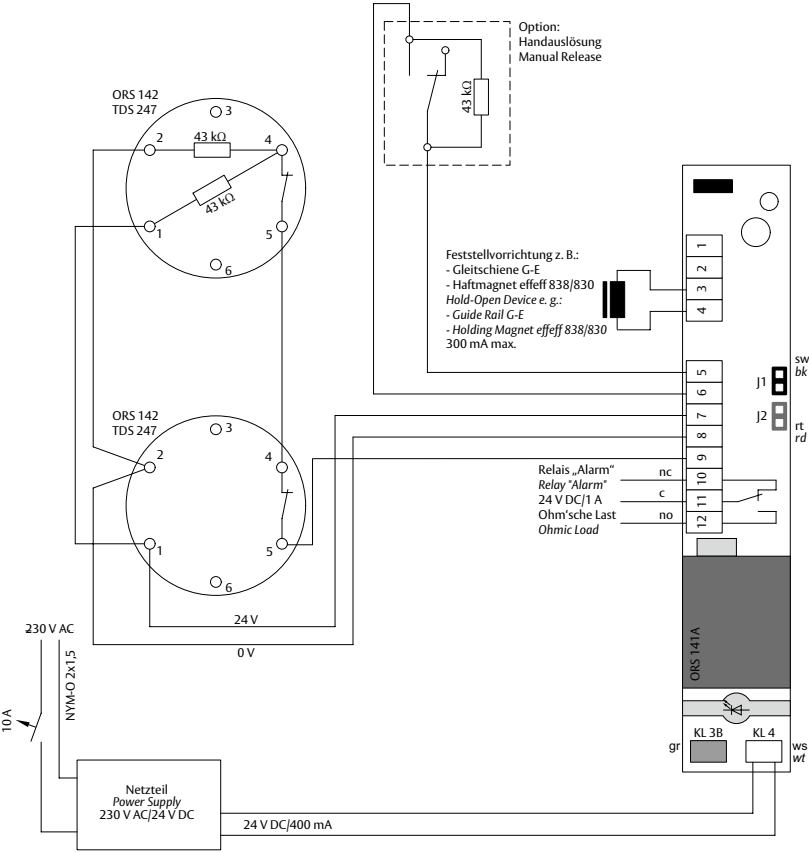 Option:
Handauslösung
Manual Release
43 kΩ
ORS 142
TDS 247
3
2
43 kΩ
4
43 kΩ
1
5
6
Feststellvorrichtung z. B.:
- Gleitschiene G-E
- Haftmagnet effeff 838/830
Hold-Open Device e. g.:
- Guide Rail G-E
- Holding Magnet effeff 838/830
300 mA max.
1
2
3
4
5
6
7
8
9
10
11
12
J1
sw
bk
J2
rt
rd
ORS 142
TDS 247
3
2
4
1
5
6
Relais „Alarm“
Relay "Alarm"
24 V DC/1 A
Ohm‘sche Last
Ohmic Load
nc
c
no
24 V
0 V
230 V AC
NYM-O 2x1,5
10 A
ORS 141A
KL 3B
KL 4
gr
ws
wt
Netzteil
Power Supply
230 V AC/24 V DC
24 V DC/400 mA